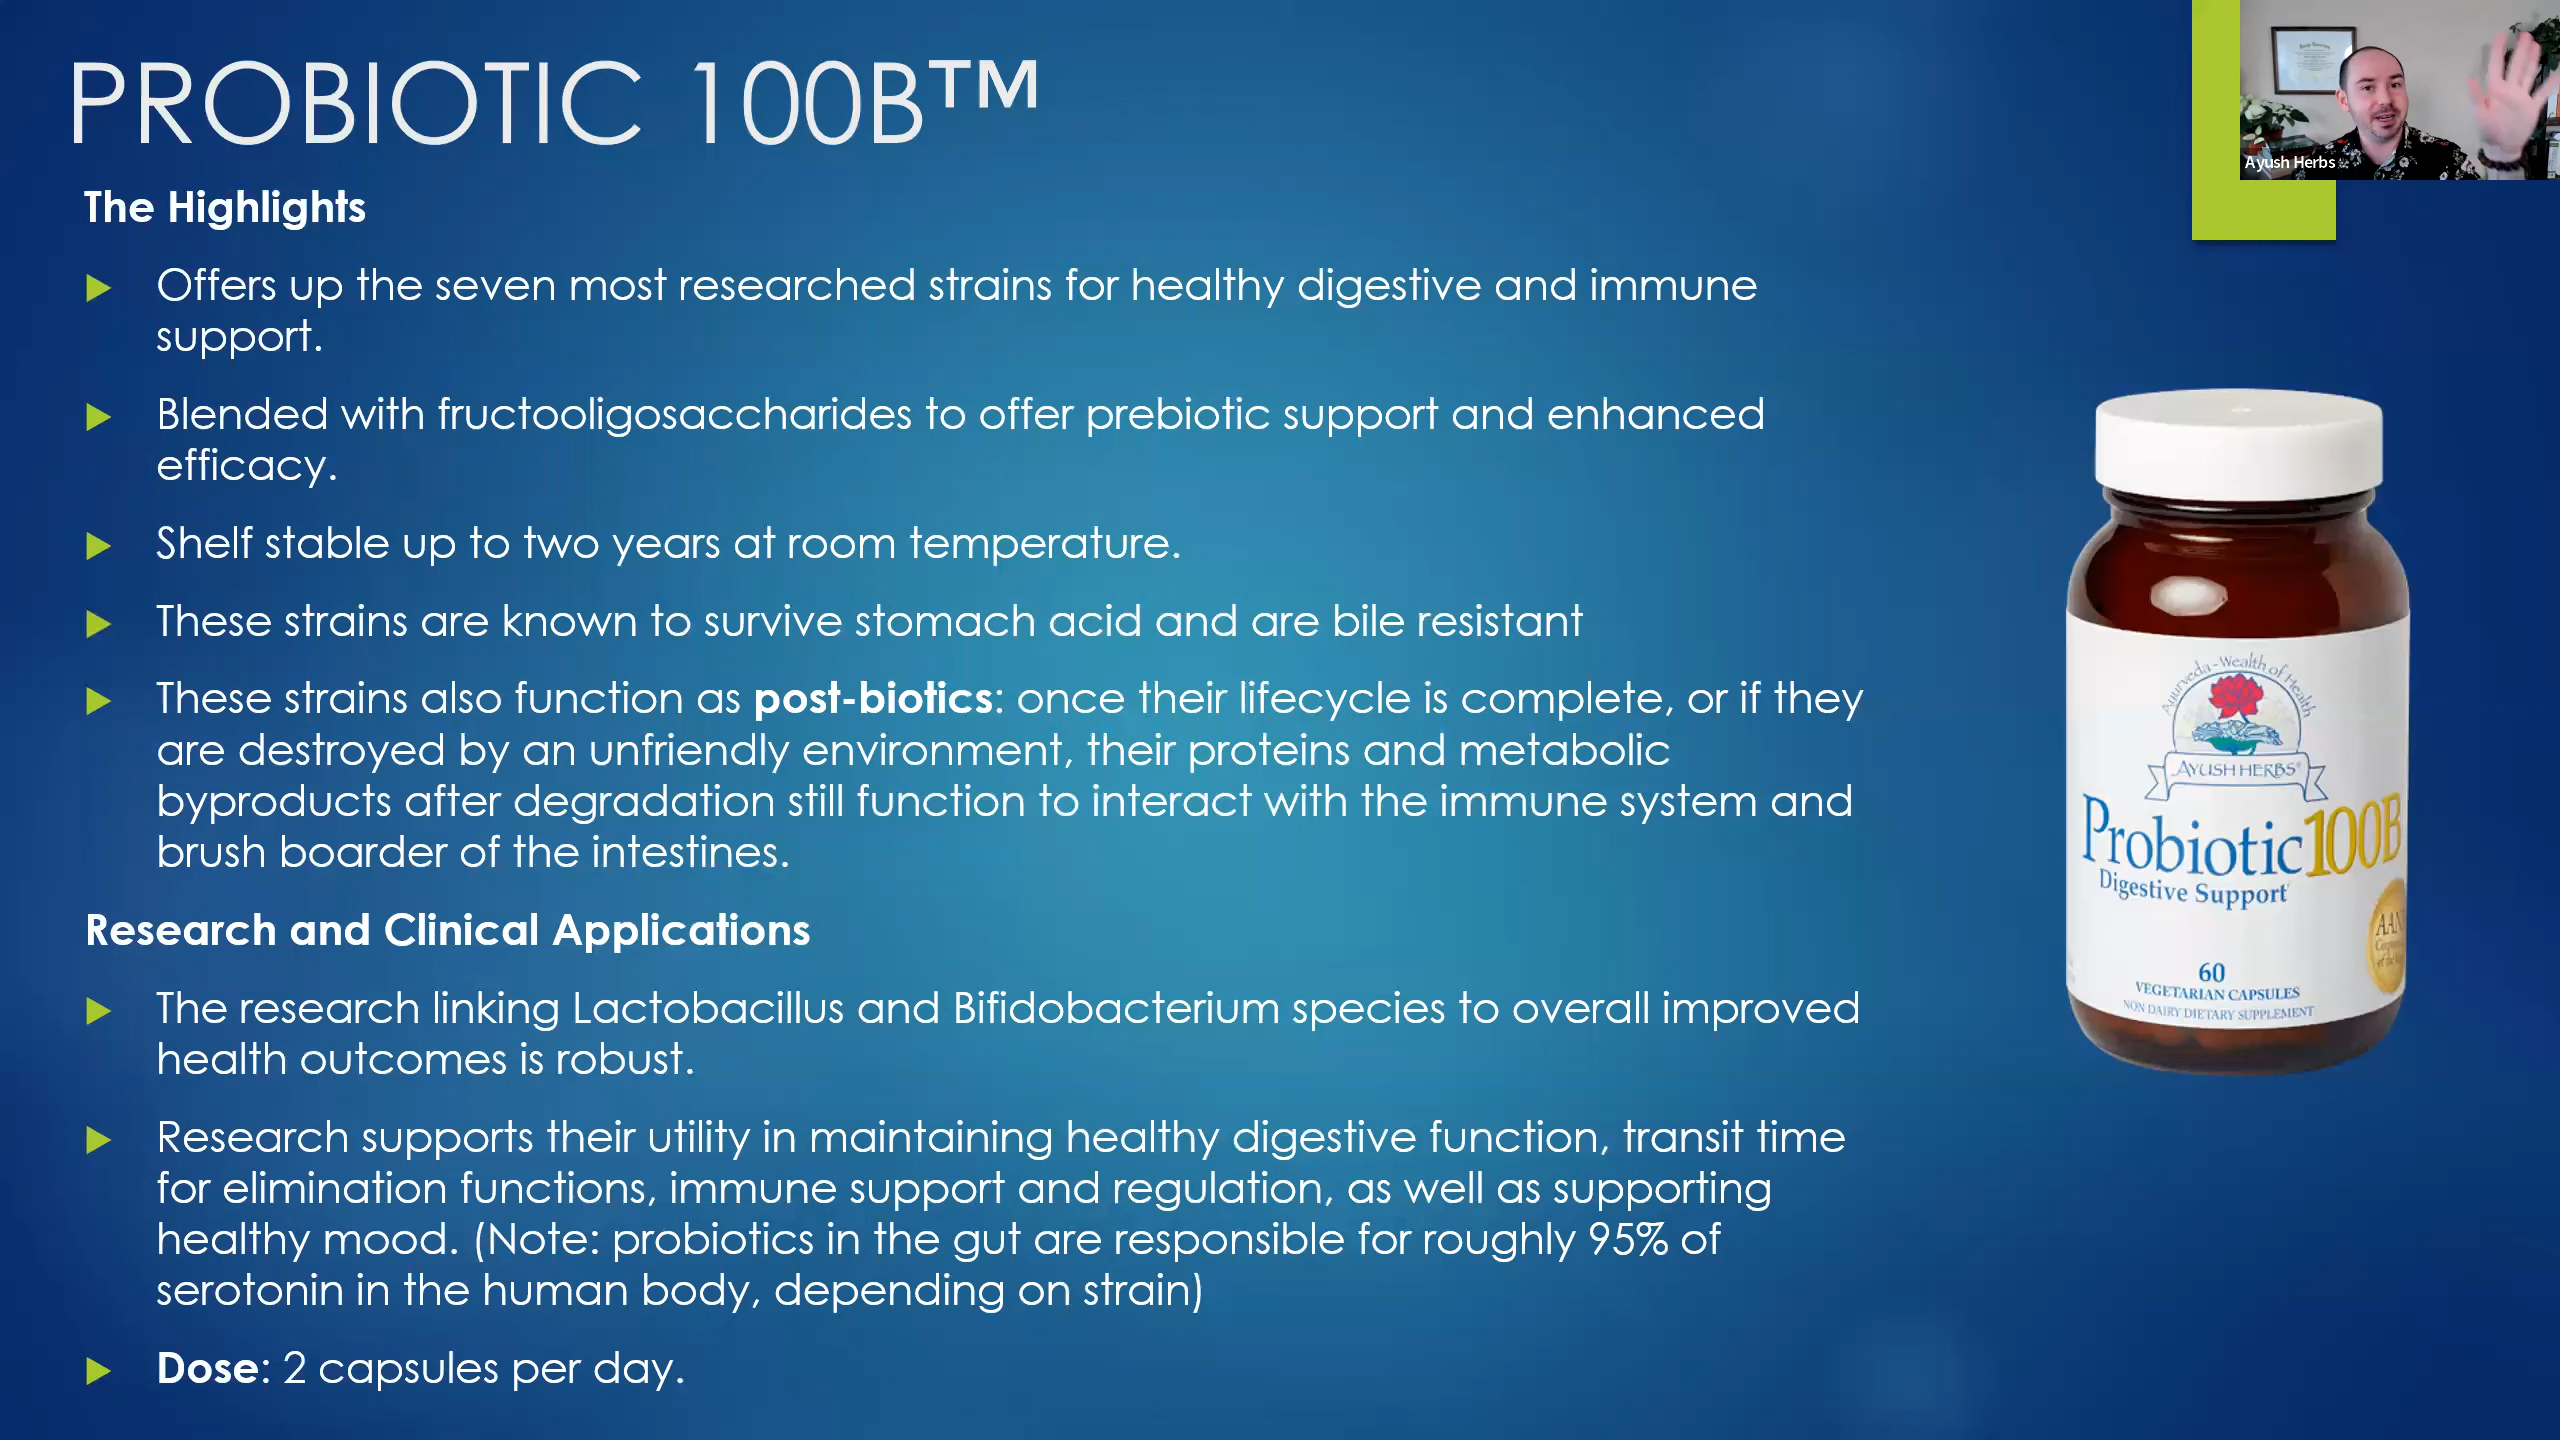 PROBIOTIC 100B™
Ayush Herbs
The Highlights
Offers up the seven most researched strains for healthy digestive and immune
support.
Blended with fructooligosaccharides to offer prebiotic support and enhanced
efficacy.
Shelf stable up to two years at room temperature.
These strains are known to survive stomach acid and are bile resistant
These strains also function as post-biotics: once their lifecycle is complete, or if they
are destroyed by an unfriendly environment, their proteins and metabolic
byproducts after degradation still function to interact with the immune system and
brush boarder of the intestines.
Research and Clinical Applications
The research linking Lactobacillus and Bifidobacterium species to overall improved
health outcomes is robust.
Research supports their utility in maintaining healthy digestive function, transit time
for elimination functions, immune support and regulation, as well as supporting
healthy mood. (Note: probiotics in the gut are responsible for roughly 95% of
serotonin in the human body, depending on strain)
Dose: 2 capsules per day.
Ayurveda-Wealth of Health
AYUSH HERBS®
Probiotic 100B
Digestive Support
60
VEGETARIAN CAPSULES
NON DAIRY DIETARY SUPPLEMENT